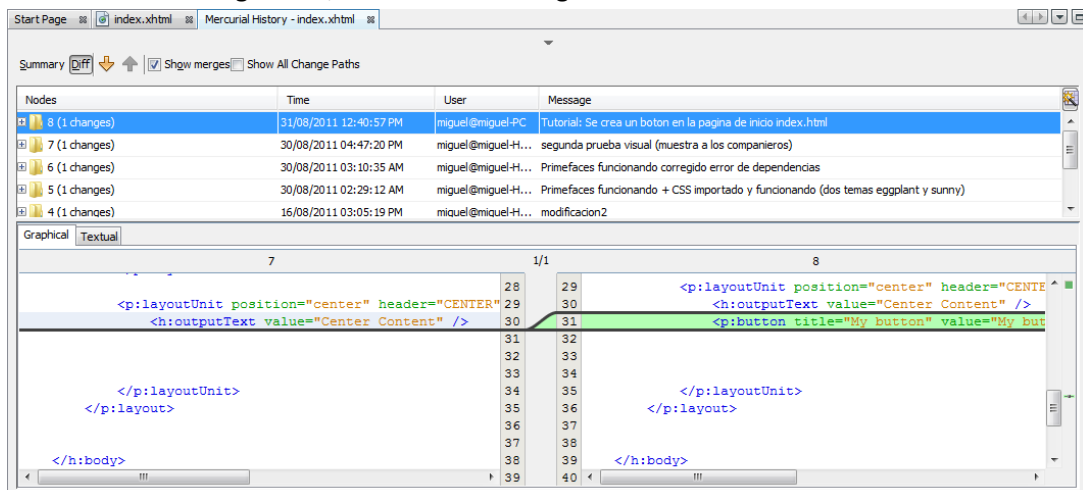 Start Page index.xhtml Mercurial History - index.xhtml
Summary Diff Show merges Show All Change Paths
Nodes Time User Message
8 (1 changes) 31/08/2011 12:40:57 PM miguel@miguel-PC Tutorial: Se crea un boton en la pagina de inicio index.html
7 (1 changes) 30/08/2011 04:47:20 PM miguel@miguel-H... segunda prueba visual (muestra a los companieros)
6 (1 changes) 30/08/2011 03:10:35 AM miguel@miguel-H... Primefaces funcionando corregido error de dependencias
5 (1 changes) 30/08/2011 02:29:12 AM miguel@miguel-H... Primefaces funcionando + CSS importado y funcionando (dos temas eggplant y sunny)
4 (1 changes) 16/08/2011 03:05:19 PM miguel@miguel-H... modificacion2
Graphical Textual
7 1/1 8
28 29 <p:layoutUnit position="center" header="CENTE
<p:layoutUnit position="center" header="CENTER" 29 30 <h:outputText value="Center Content" />
<h:outputText value="Center Content" /> 30 31 <p:button title="My button" value="My but
31 32
32 33
33 34
</p:layoutUnit> 34 35 </p:layoutUnit>
</p:layout> 35 36 </p:layout>
36 37
37 38
</h:body> 38 39 </h:body>
39 40